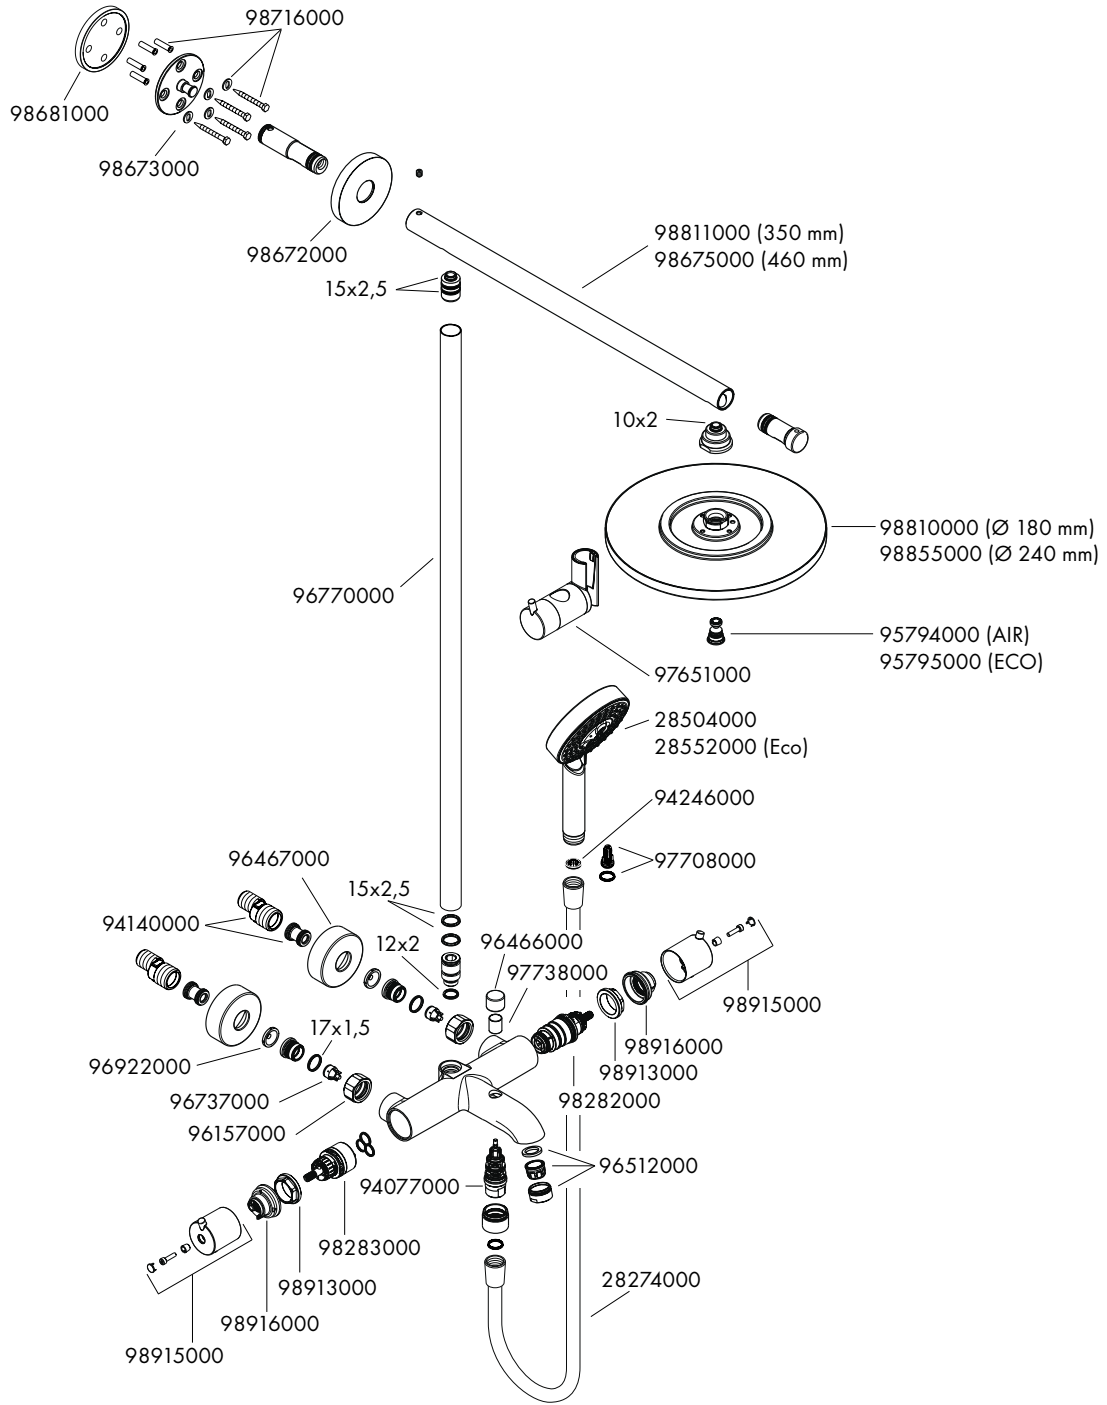 98716000
98681000
98673000
98672000
98811000 (350 mm)
98675000 (460 mm)
15x2,5
10x2
98810000 (Ø 180 mm)
98855000 (Ø 240 mm)
96770000
95794000 (AIR)
95795000 (ECO)
97651000
28504000
28552000 (Eco)
94246000
96467000
97708000
15x2,5
94140000
12x2
96466000
97738000
98915000
17x1,5
98916000
96922000
98913000
96737000
98282000
96157000
96512000
94077000
98283000
98913000
28274000
98916000
98915000